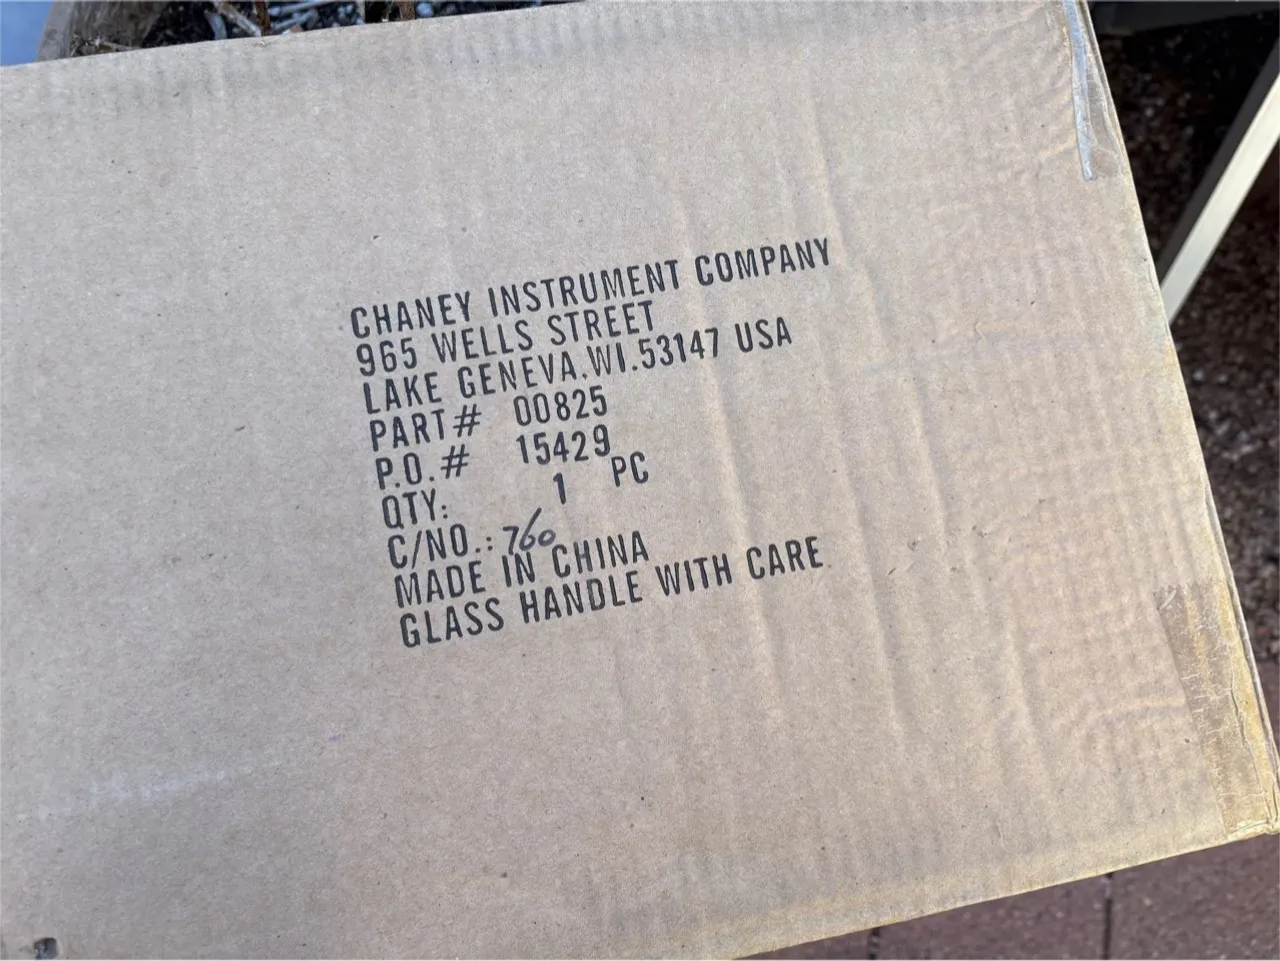 CHANEY INSTRUMENT COMPANY
965 WELLS STREET
LAKE GENEVA,WI.53147 USA
PART# 00825
P.O.# 15429
QTY: 1 PC
C/NO.: 760
MADE IN CHINA
GLASS HANDLE WITH CARE